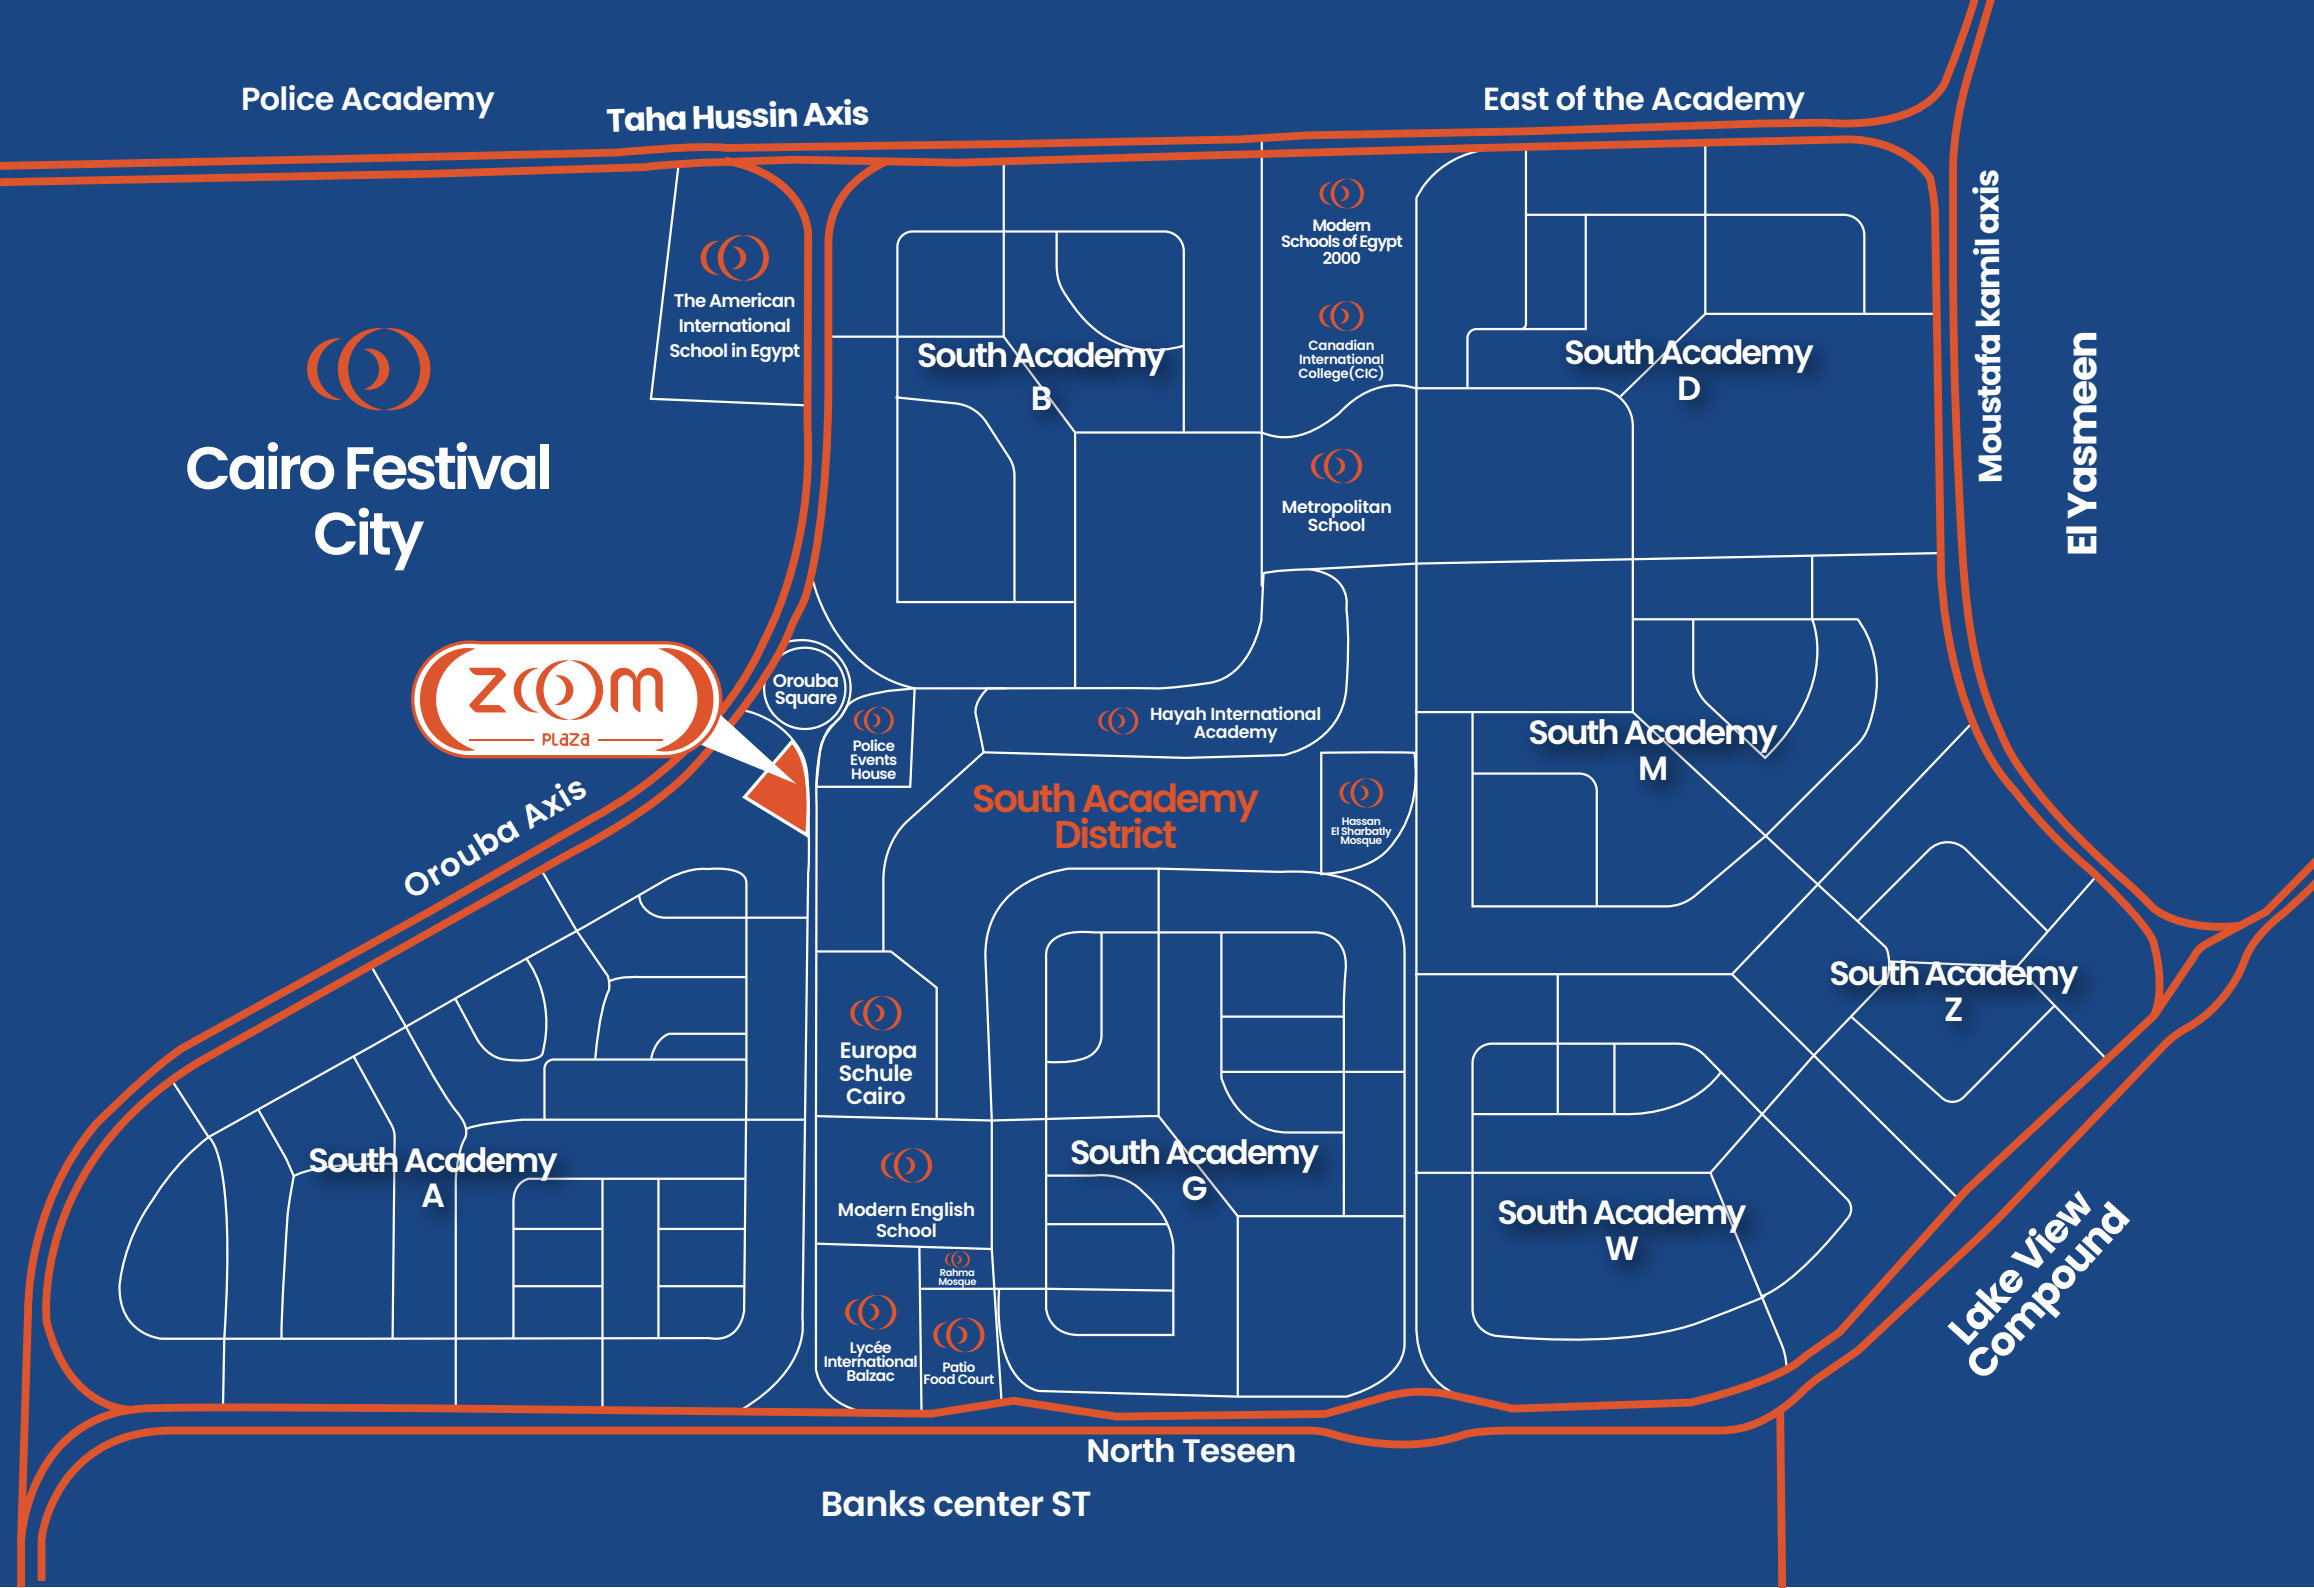 Police Academy
Taha Hussin Axis
East of the Academy
Moustafa kamil axis
El Yasmeen
The American
International
School in Egypt
Modern
Schools of Egypt
2000
Canadian
International
College(CIC)
South Academy
B
South Academy
D
Cairo Festival
City
Metropolitan
School
zoom
PLaza
Orouba
Square
Police
Events
House
Hayah International
Academy
South Academy
M
South Academy
District
Hassan
El Sharbatly
Mosque
Orouba Axis
South Academy
Z
Europa
Schule
Cairo
South Academy
A
South Academy
G
Modern English
School
South Academy
W
Rahma
Mosque
Lycée
International
Balzac
Patio
Food Court
Lake View
Compound
North Teseen
Banks center ST